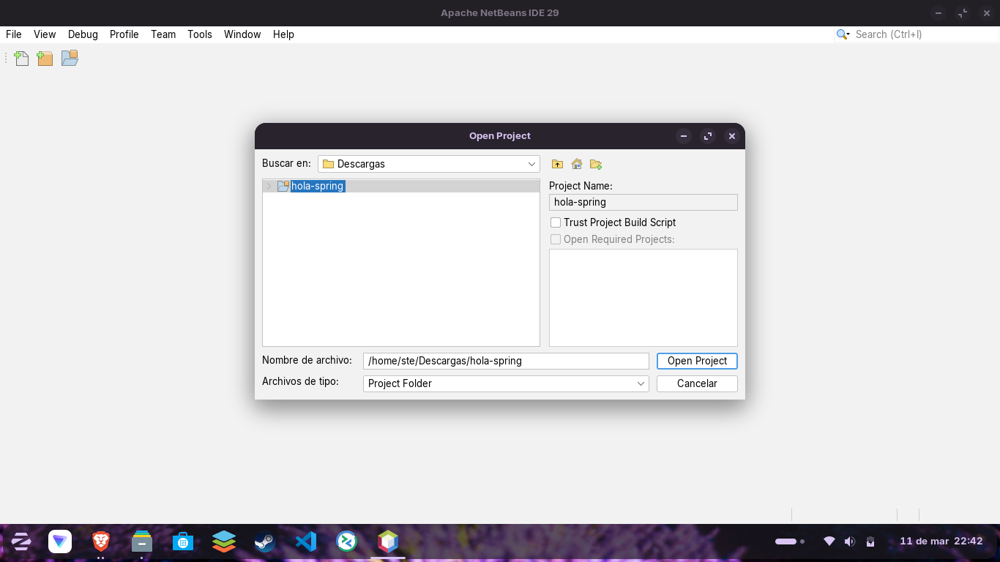 Apache NetBeans IDE 29
File View Debug Profile Team Tools Window Help Search (Ctrl+I)
Open Project
Buscar en: Descargas
hola-spring
Project Name:
hola-spring
Trust Project Build Script
Open Required Projects:
Nombre de archivo: /home/ste/Descargas/hola-spring Open Project
Archivos de tipo: Project Folder Cancelar
11 de mar 22:42